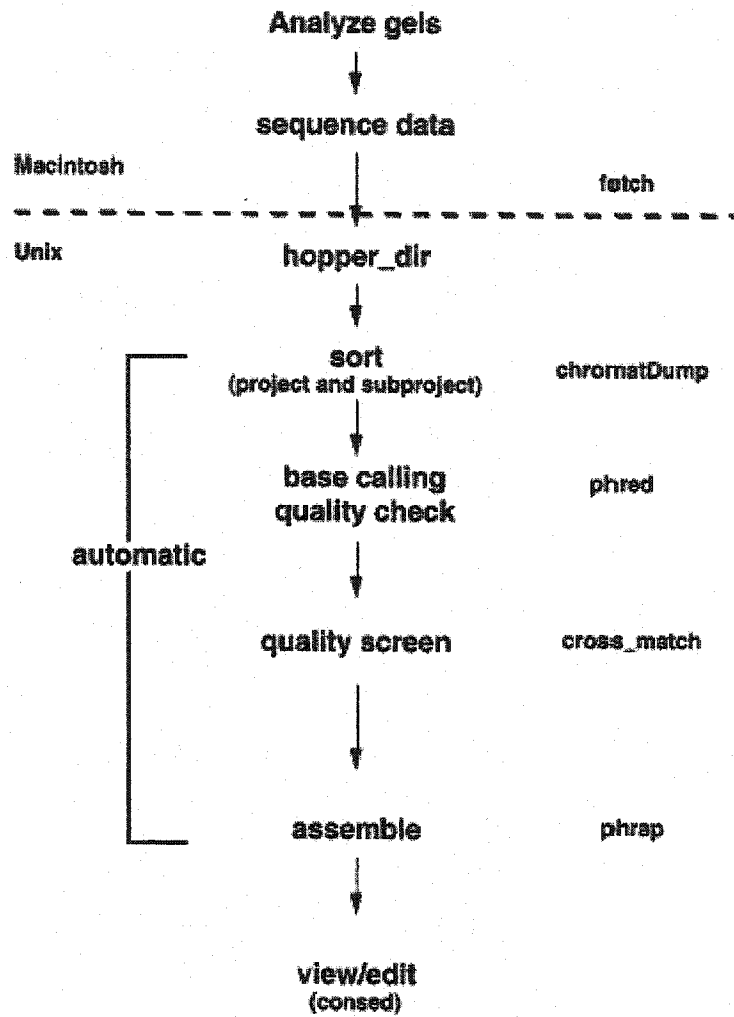 Analyze gels
sequence data
Macintosh
fetch
Unix
hopper_dir
sort
(project and subproject)
chromatDump
base calling
quality check
phred
automatic
quality screen
cross_match
assemble
phrap
view/edit
(consed)